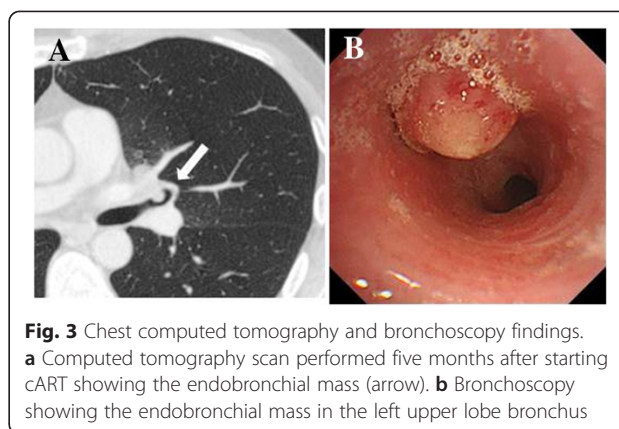 A
B
Fig. 3 Chest computed tomography and bronchoscopy findings.
a Computed tomography scan performed five months after starting
cART showing the endobronchial mass (arrow). b Bronchoscopy
showing the endobronchial mass in the left upper lobe bronchus